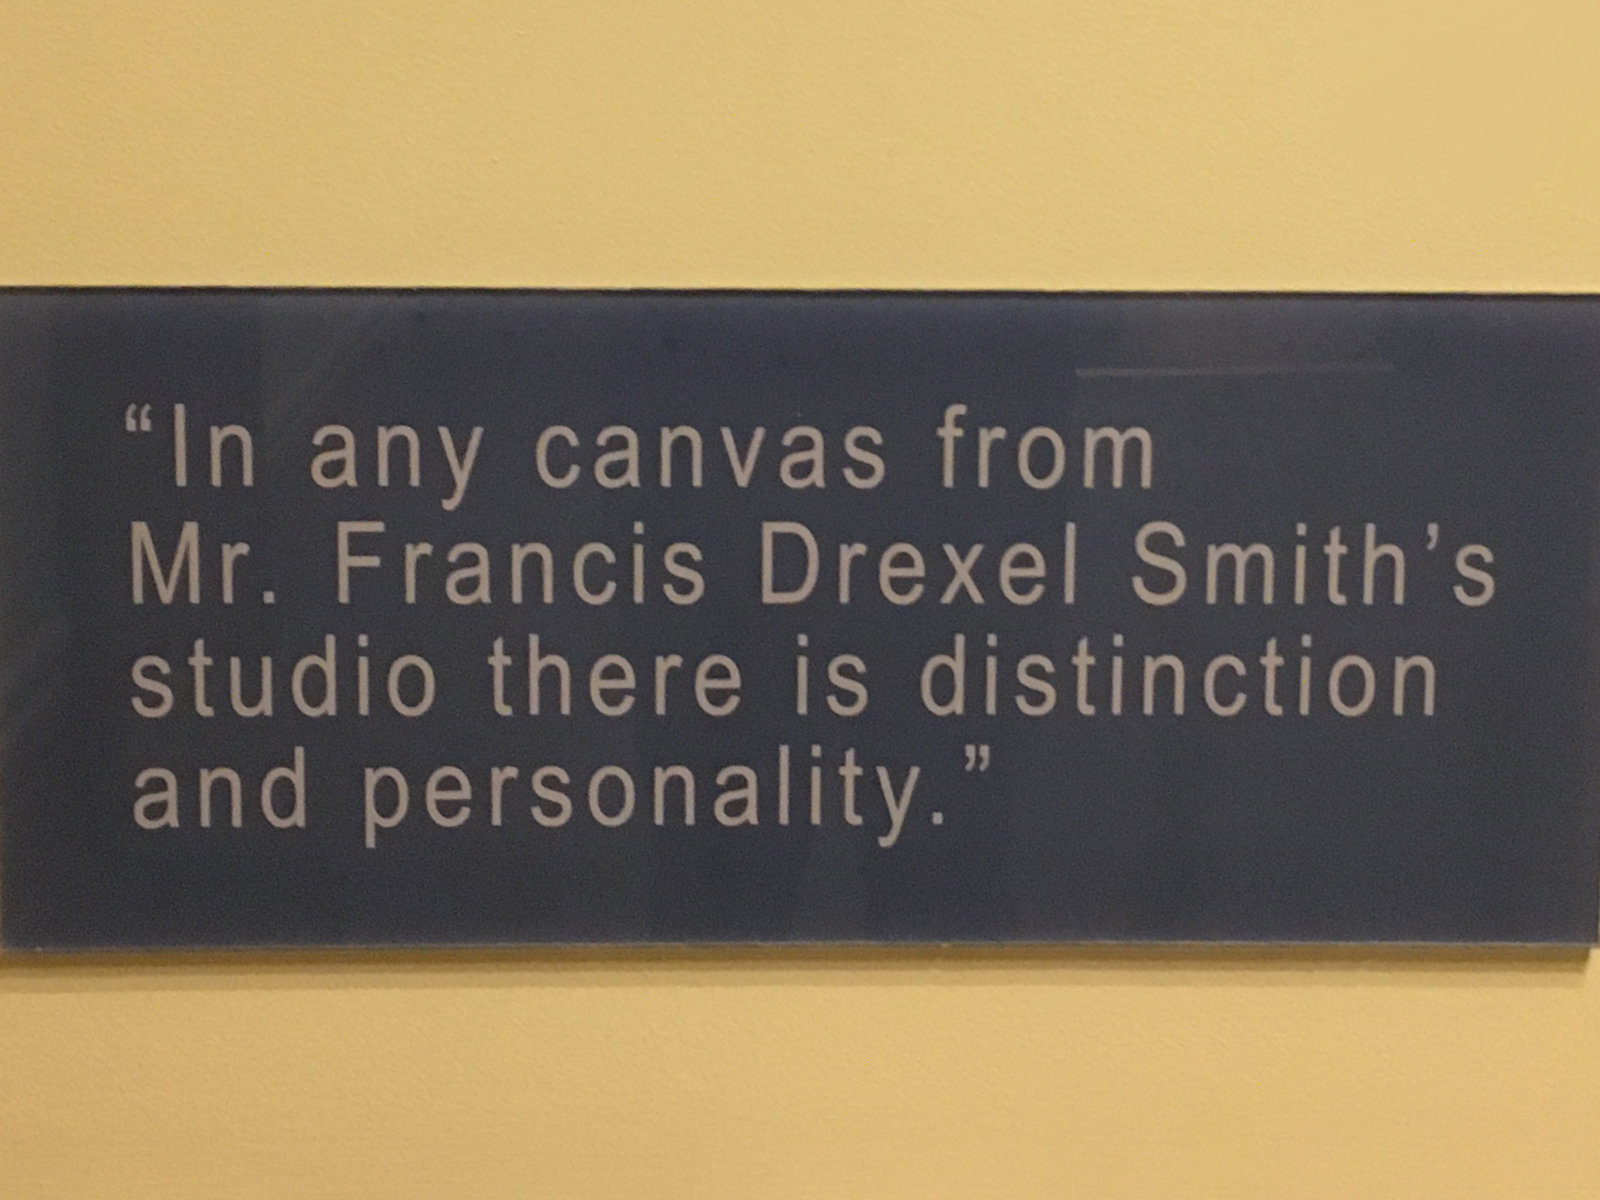 “In any canvas from
Mr. Francis Drexel Smith’s
studio there is distinction
and personality.”